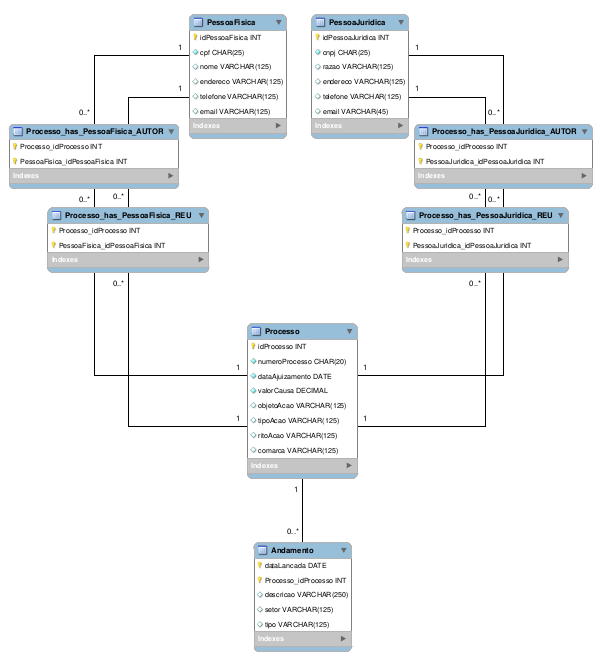 PessoaFisica
idPessoaFisica INT
cpf CHAR(25)
nome VARCHAR(125)
endereco VARCHAR(125)
telefone VARCHAR(125)
email VARCHAR(125)
Indexes
PessoaJuridica
idPessoaJuridica INT
cnpj CHAR(25)
razao VARCHAR(125)
endereco VARCHAR(125)
telefone VARCHAR(125)
email VARCHAR(45)
Indexes
1
1
1
1
0..*
0..*
Processo_has_PessoaFisica_AUTOR
Processo_idProcesso INT
PessoaFisica_idPessoaFisica INT
Indexes
Processo_has_PessoaJuridica_AUTOR
Processo_idProcesso INT
PessoaJuridica_idPessoaJuridica INT
Indexes
0..*
0..*
0..*
0..*
Processo_has_PessoaFisica_REU
Processo_idProcesso INT
PessoaFisica_idPessoaFisica INT
Indexes
Processo_has_PessoaJuridica_REU
Processo_idProcesso INT
PessoaJuridica_idPessoaJuridica INT
Indexes
0..*
0..*
Processo
idProcesso INT
numeroProcesso CHAR(20)
dataAjuizamento DATE
valorCausa DECIMAL
objetoAcao VARCHAR(125)
tipoAcao VARCHAR(125)
ritoAcao VARCHAR(125)
comarca VARCHAR(125)
Indexes
1
1
1
1
1
0..*
Andamento
dataLancada DATE
Processo_idProcesso INT
descricao VARCHAR(250)
setor VARCHAR(125)
tipo VARCHAR(125)
Indexes